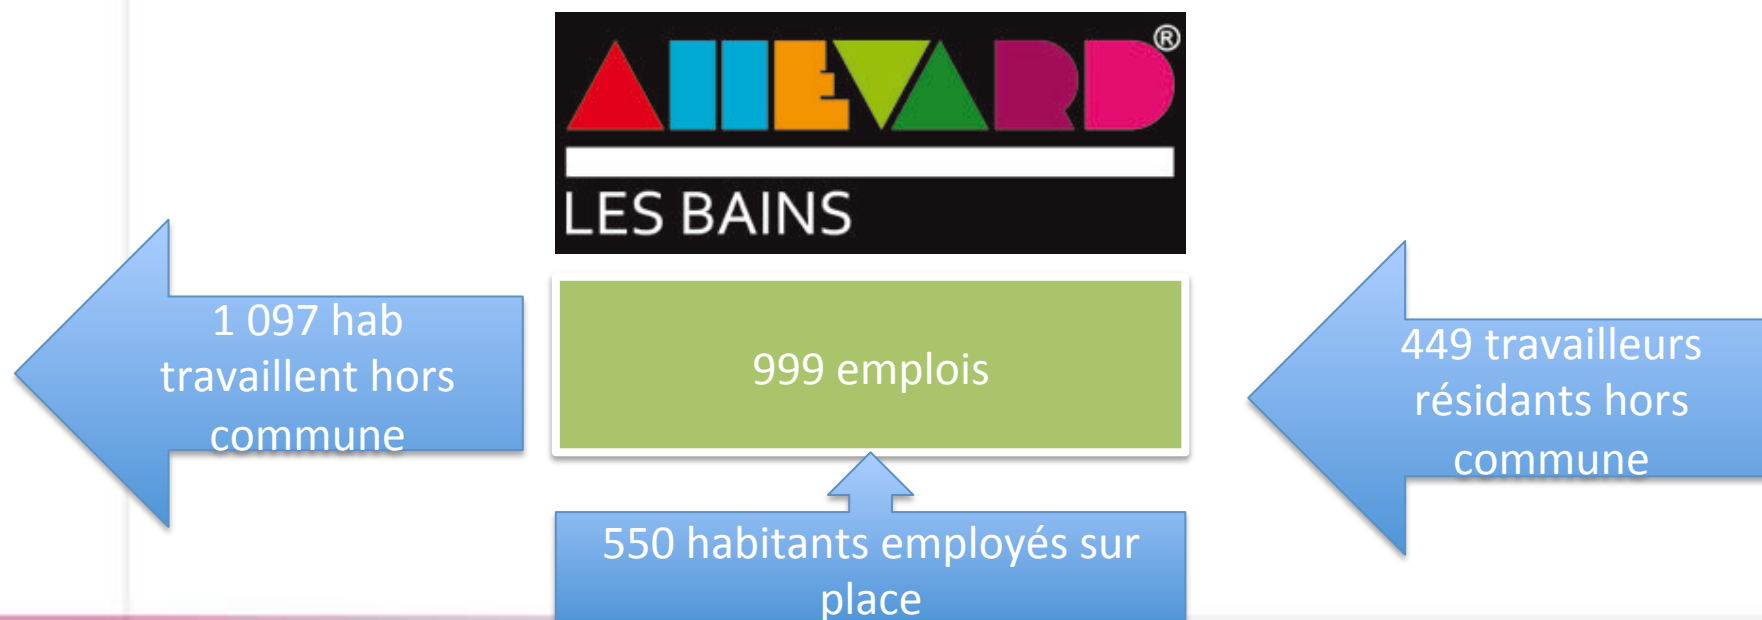 ALLEVARD®
LES BAINS
1 097 hab
travaillent hors
commune
999 emplois
449 travailleurs
résidants hors
commune
550 habitants employés sur
place